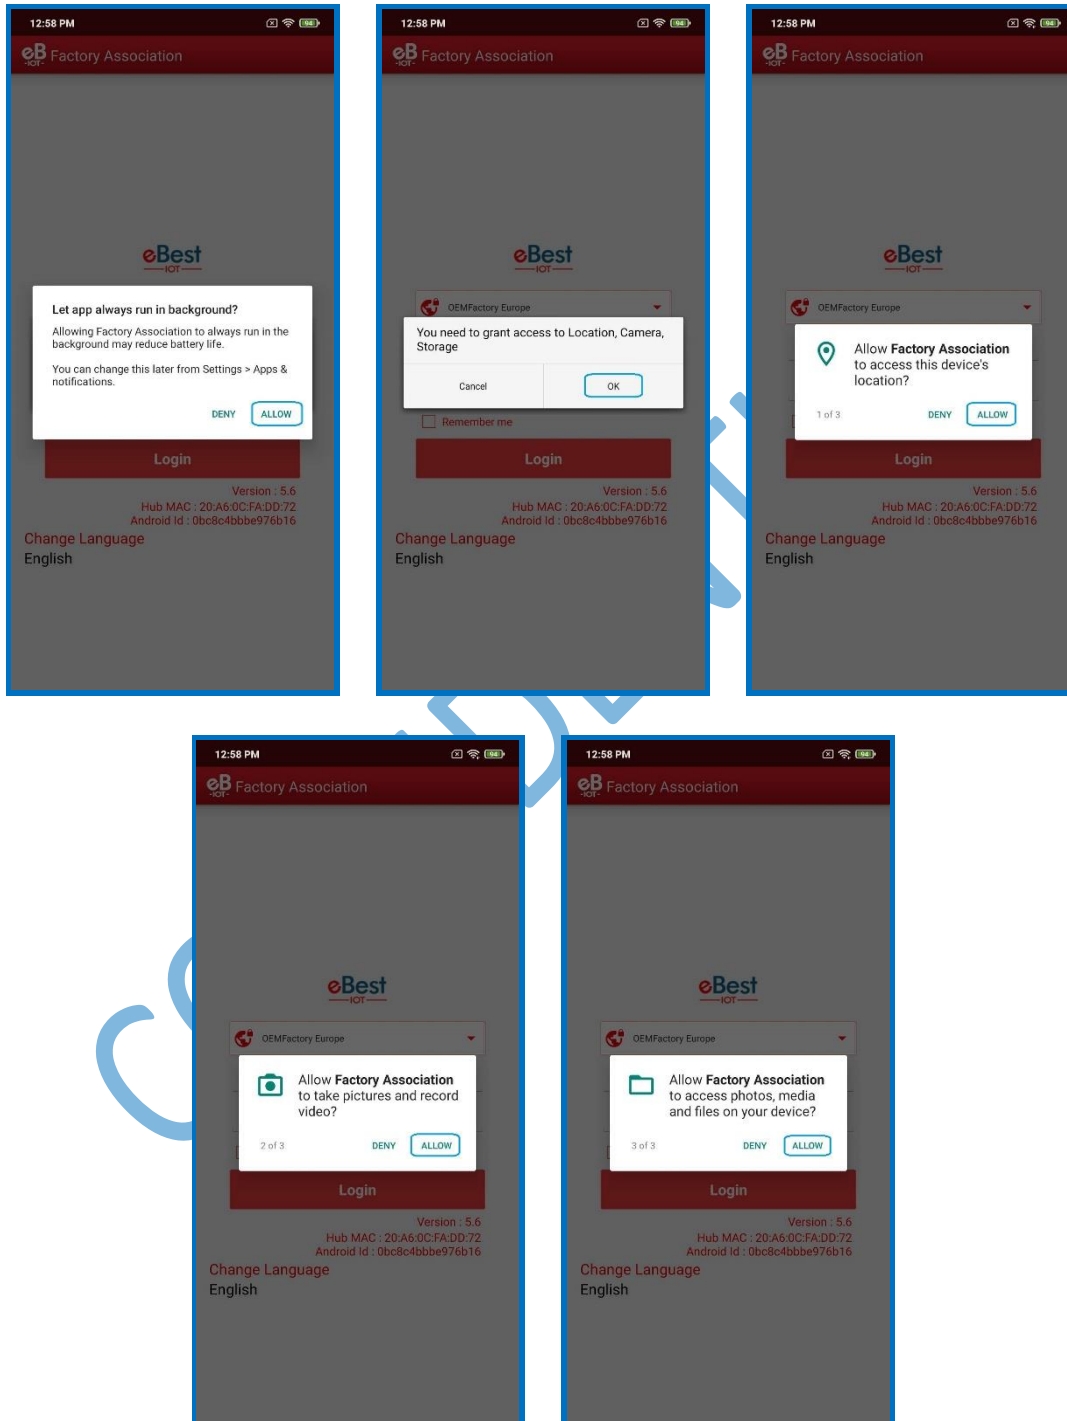 12:58 PM
94
eB
-IOT-
Factory Association
eBest
IOT
Let app always run in background?
Allowing Factory Association to always run in the
background may reduce battery life.
You can change this later from Settings > Apps &
notifications.
DENY
ALLOW
Login
Version : 5.6
Hub MAC : 20:A6:0C:FA:DD:72
Android Id : 0bc8c4bbbe976b16
Change Language
English
12:58 PM
94
eB
-IOT-
Factory Association
eBest
IOT
OEMFactory Europe
You need to grant access to Location, Camera,
Storage
Cancel
OK
Remember me
Login
Version : 5.6
Hub MAC : 20:A6:0C:FA:DD:72
Android Id : 0bc8c4bbbe976b16
Change Language
English
12:58 PM
94
eB
-IOT-
Factory Association
eBest
IOT
OEMFactory Europe
Allow Factory Association
to access this device's
location?
1 of 3
DENY
ALLOW
Login
Version : 5.6
Hub MAC : 20:A6:0C:FA:DD:72
Android Id : 0bc8c4bbbe976b16
Change Language
English
12:58 PM
94
eB
-IOT-
Factory Association
eBest
IOT
OEMFactory Europe
Allow Factory Association
to take pictures and record
video?
2 of 3
DENY
ALLOW
Login
Version : 5.6
Hub MAC : 20:A6:0C:FA:DD:72
Android Id : 0bc8c4bbbe976b16
Change Language
English
12:58 PM
94
eB
-IOT-
Factory Association
eBest
IOT
OEMFactory Europe
Allow Factory Association
to access photos, media
and files on your device?
3 of 3
DENY
ALLOW
Login
Version : 5.6
Hub MAC : 20:A6:0C:FA:DD:72
Android Id : 0bc8c4bbbe976b16
Change Language
English